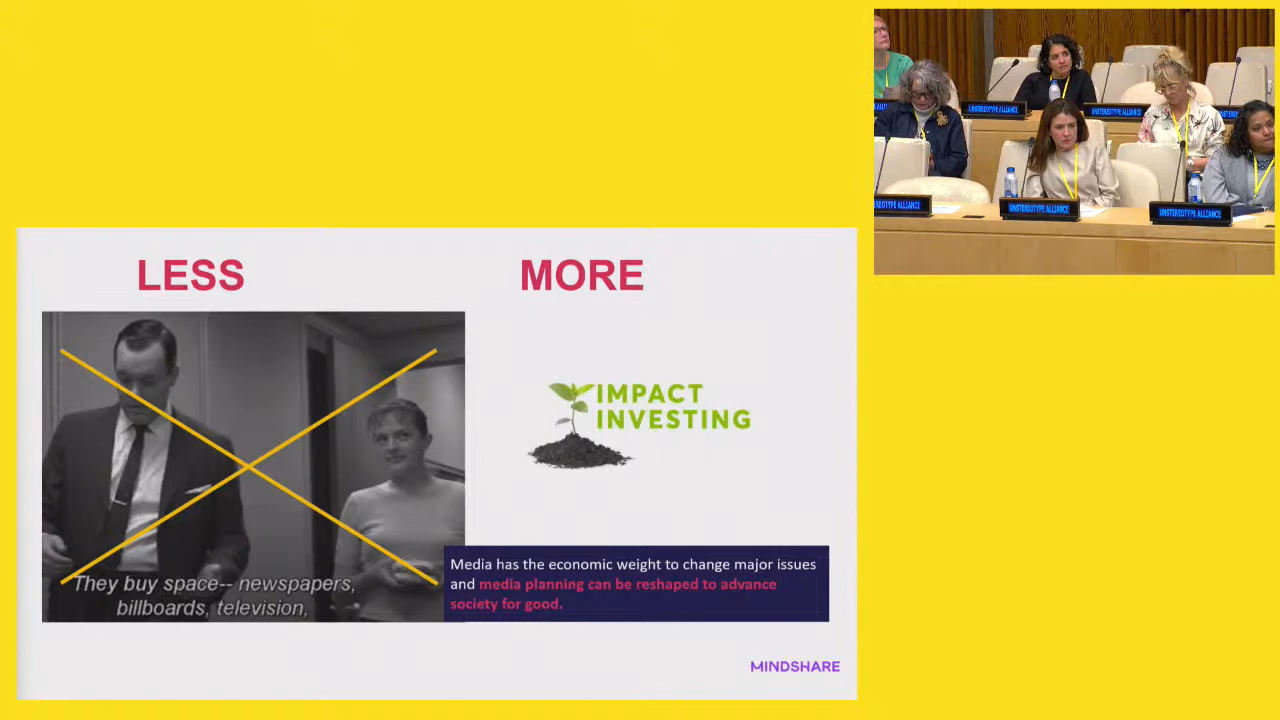 LESS
MORE
IMPACT
INVESTING
They buy space-- newspapers,
billboards, television,
Media has the economic weight to change major issues
and media planning can be reshaped to advance
society for good.
MINDSHARE
UNSTEREOTYPE ALLIANCE
UNSTEREOTYPE ALLIANCE
EREOTYPE ALLIANCE
UNSTEREOTYPE ALLIANCE
UNSTEREOTYPE ALLIANCE